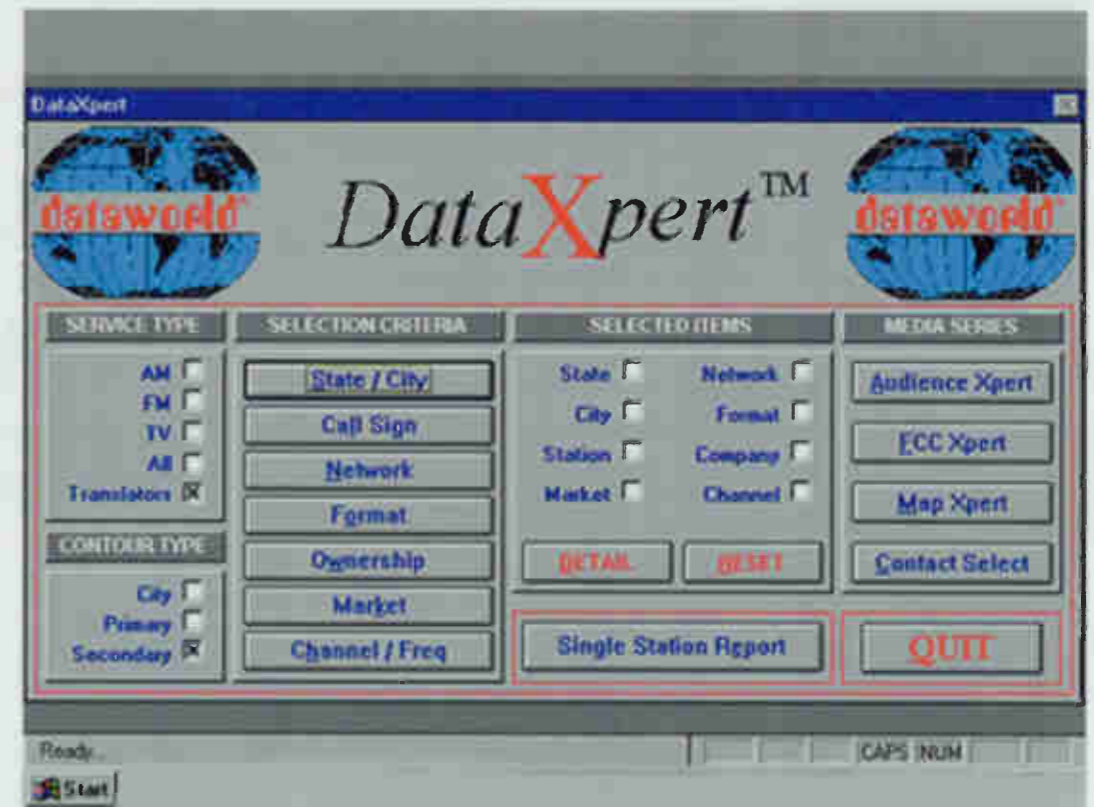 DataXpert
dataworld
DataXpert™
dataworld
SERVICE TYPE
AM
FM
TV
All
Translators
CONTOUR TYPE
City
Primary
Secondary
SELECTION CRITERIA
State / City
Call Sign
Network
Format
Ownership
Market
Channel / Freq
SELECTED ITEMS
State
City
Station
Market
Network
Format
Company
Channel
DETAIL
RESET
Single Station Report
MEDIA SERIES
Audience Xpert
FCC Xpert
Map Xpert
Contact Select
QUIT
Ready...
CAPS NUM
Start